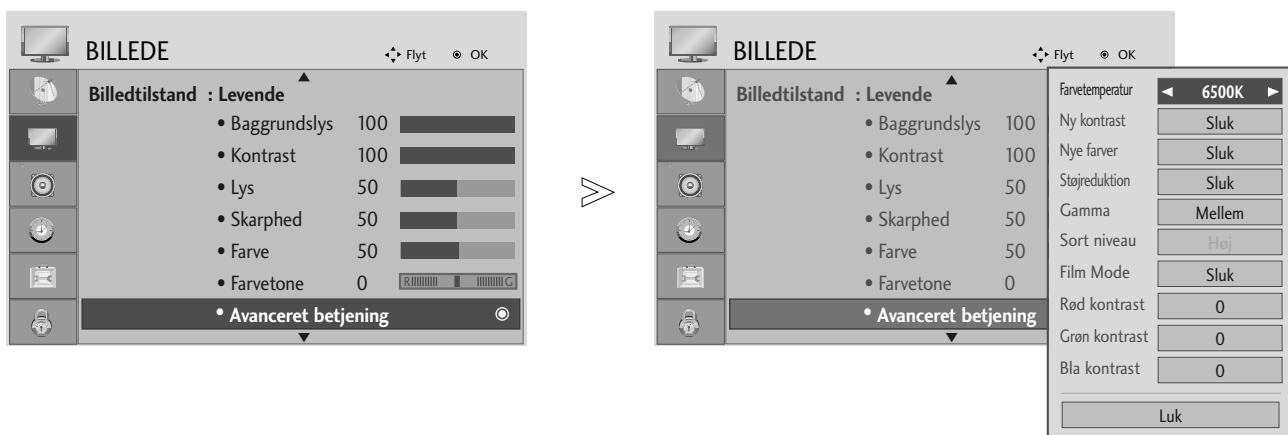 BILLEDE
Flyt OK
Billedtilstand : Levende
• Baggrundslys 100
• Kontrast 100
• Lys 50
• Skarphed 50
• Farve 50
• Farvetone 0 R G
• Avanceret betjening
BILLEDE
Flyt OK
Billedtilstand : Levende
• Baggrundslys 100
• Kontrast 100
• Lys 50
• Skarphed 50
• Farve 50
• Farvetone 0
• Avanceret betjening
Farvetemperatur 6500K
Ny kontrast Sluk
Nye farver Sluk
Støjreduktion Sluk
Gamma Mellem
Sort niveau Høj
Film Mode Sluk
Rød kontrast 0
Grøn kontrast 0
Bla kontrast 0
Luk